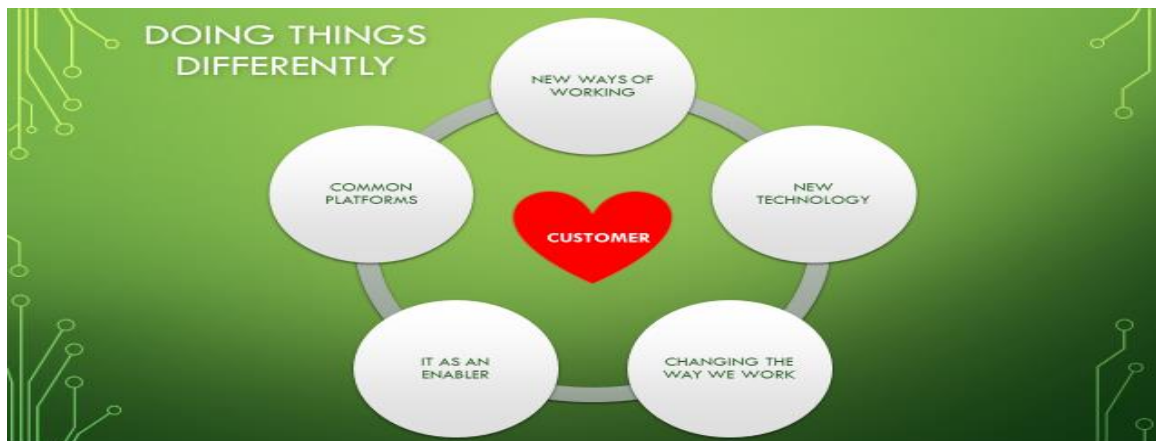 DOING THINGS
DIFFERENTLY
NEW WAYS OF
WORKING
COMMON
PLATFORMS
NEW
TECHNOLOGY
CUSTOMER
IT AS AN
ENABLER
CHANGING THE
WAY WE WORK